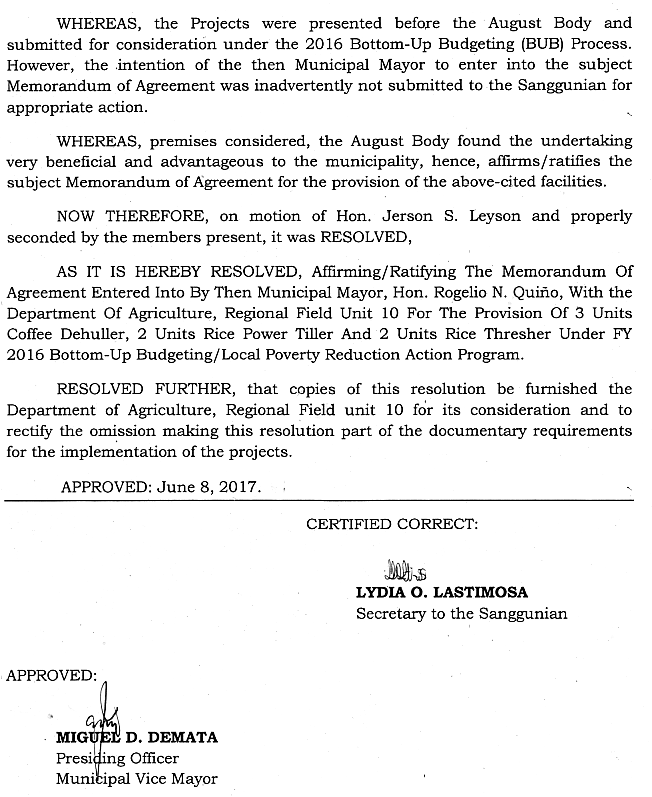 WHEREAS, the Projects were presented before the August Body and
submitted for consideration under the 2016 Bottom-Up Budgeting (BUB) Process.
However, the intention of the then Municipal Mayor to enter into the subject
Memorandum of Agreement was inadvertently not submitted to the Sanggunian for
appropriate action.
WHEREAS, premises considered, the August Body found the undertaking
very beneficial and advantageous to the municipality, hence, affirms/ratifies the
subject Memorandum of Agreement for the provision of the above-cited facilities.
NOW THEREFORE, on motion of Hon. Jerson S. Leyson and properly
seconded by the members present, it was RESOLVED,
AS IT IS HEREBY RESOLVED, Affirming/Ratifying The Memorandum Of
Agreement Entered Into By Then Municipal Mayor, Hon. Rogelio N. Quiño, With the
Department Of Agriculture, Regional Field Unit 10 For The Provision Of 3 Units
Coffee Dehuller, 2 Units Rice Power Tiller And 2 Units Rice Thresher Under FY
2016 Bottom-Up Budgeting/Local Poverty Reduction Action Program.
RESOLVED FURTHER, that copies of this resolution be furnished the
Department of Agriculture, Regional Field unit 10 for its consideration and to
rectify the omission making this resolution part of the documentary requirements
for the implementation of the projects.
APPROVED: June 8, 2017.
CERTIFIED CORRECT:
LYDIA O. LASTIMOSA
Secretary to the Sanggunian
APPROVED:
MIGUEL D. DEMATA
Presiding Officer
Municipal Vice Mayor